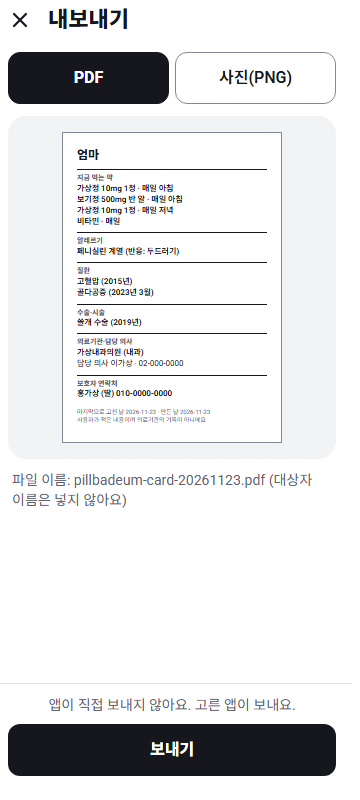 내보내기
PDF
사진(PNG)
엄마
지금 먹는 약
가상정 10mg 1정 · 매일 아침
보기정 500mg 반 알 · 매일 아침
가상정 10mg 1정 · 매일 저녁
비타민 · 매일
알레르기
페니실린 계열 (반응: 두드러기)
질환
고혈압 (2015년)
골다공증 (2023년 3월)
수술·시술
쓸개 수술 (2019년)
의료기관·담당 의사
가상내과의원 (내과)
담당 의사 이가상 · 02-000-0000
보호자 연락처
홍가상 (딸) 010-0000-0000
마지막으로 고친 날 2026-11-23 · 만든 날 2026-11-23
사용자가 적은 내용이며 의료기관의 기록이 아니에요
파일 이름: pillbadeum-card-20261123.pdf (대상자
이름은 넣지 않아요)
앱이 직접 보내지 않아요. 고른 앱이 보내요.
보내기